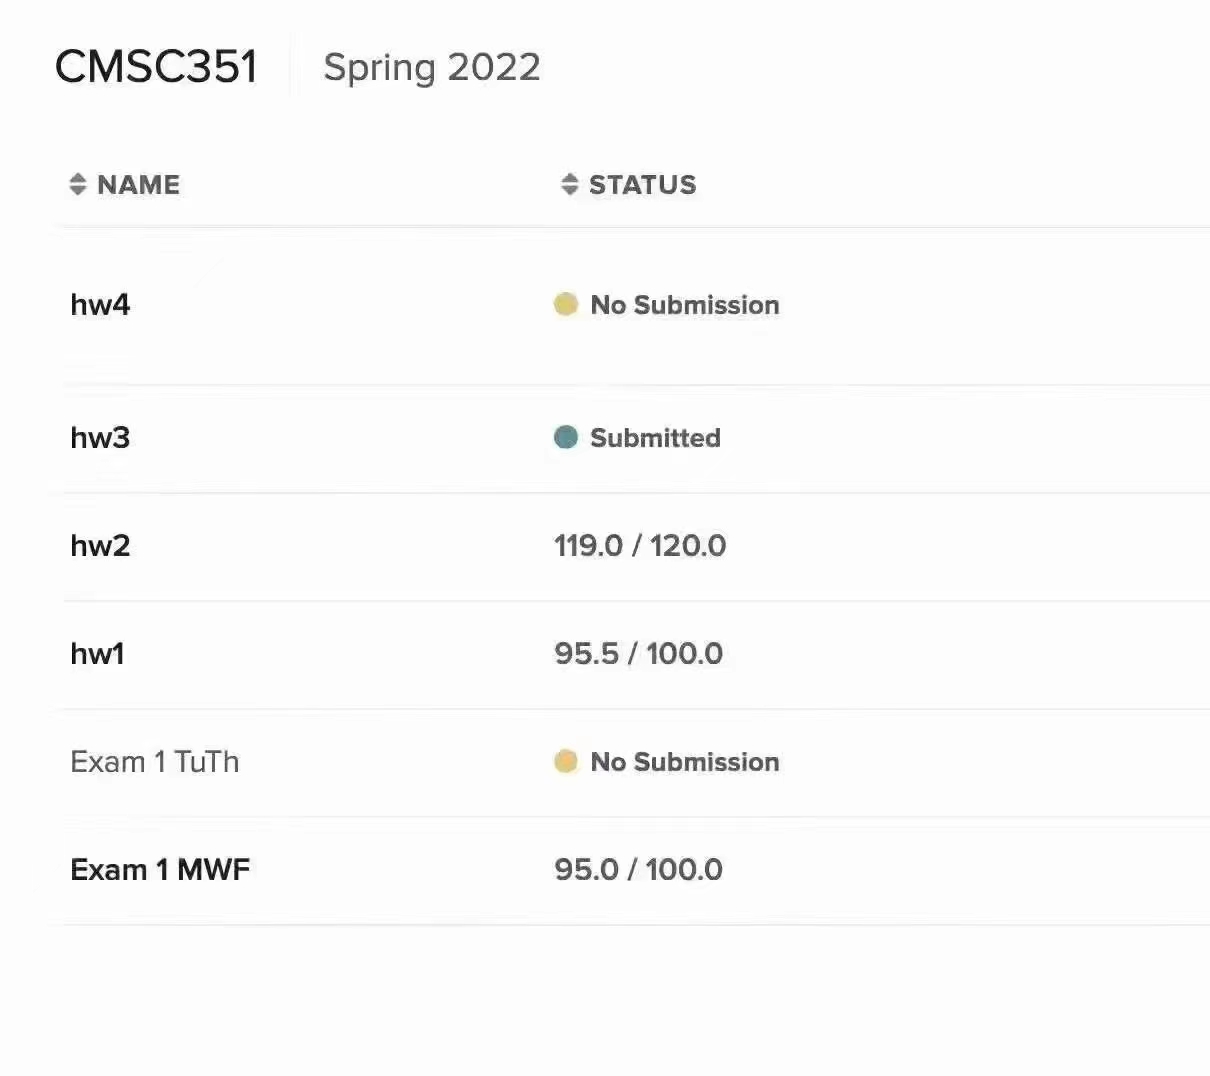 CMSC351 Spring 2022
NAME STATUS
hw4 No Submission
hw3 Submitted
hw2 119.0 / 120.0
hw1 95.5 / 100.0
Exam 1 TuTh No Submission
Exam 1 MWF 95.0 / 100.0